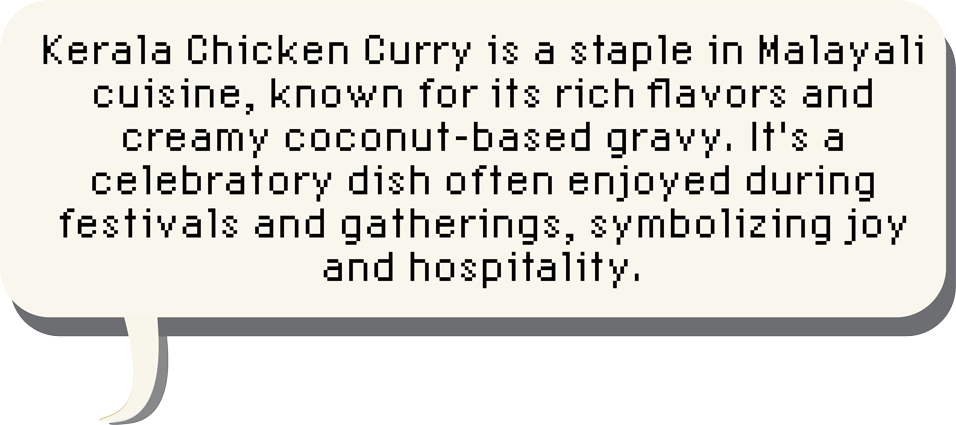 Kerala Chicken Curry is a staple in Malayali
cuisine, known for its rich flavors and
creamy coconut-based gravy. It's a
celebratory dish often enjoyed during
festivals and gatherings, symbolizing joy
and hospitality.